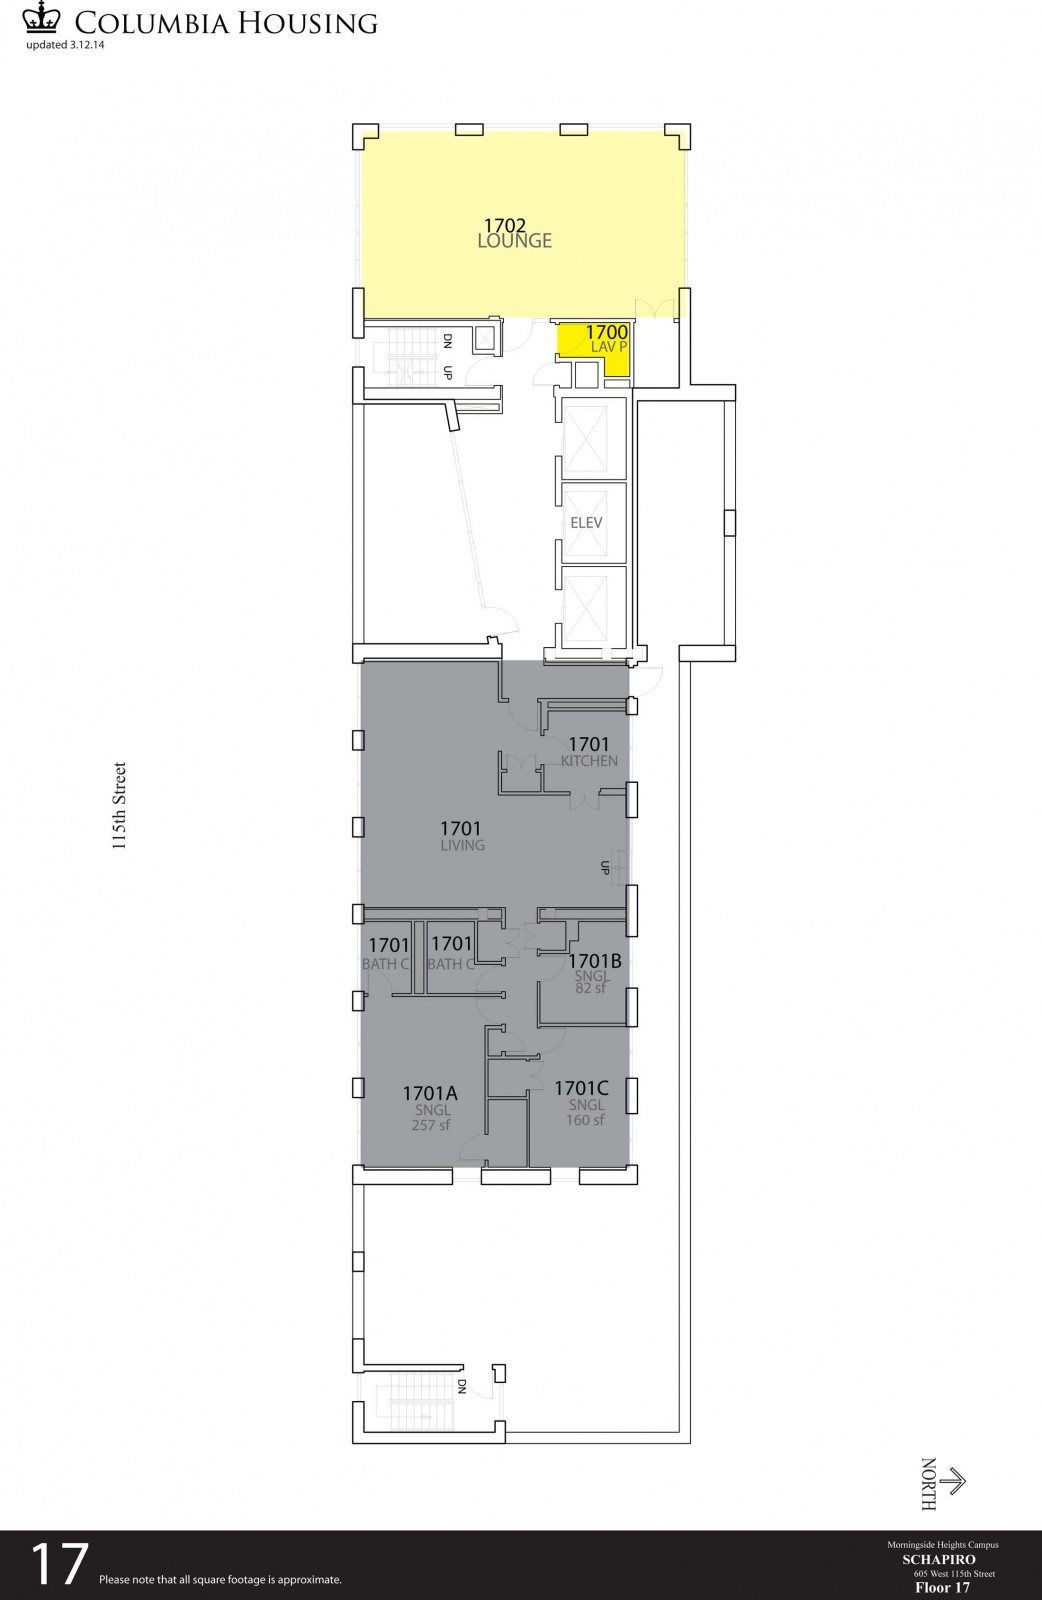 COLUMBIA HOUSING
updated 3.12.14
1702
LOUNGE
1700
LAV P
DN
UP
ELEV
1701
KITCHEN
115th Street
1701
LIVING
UP
1701
BATH C
1701
BATH C
1701B
SNGL
82 sf
1701A
SNGL
257 sf
1701C
SNGL
160 sf
DN
NORTH
17
Please note that all square footage is approximate.
Morningside Heights Campus
SCHAPIRO
605 West 115th Street
Floor 17